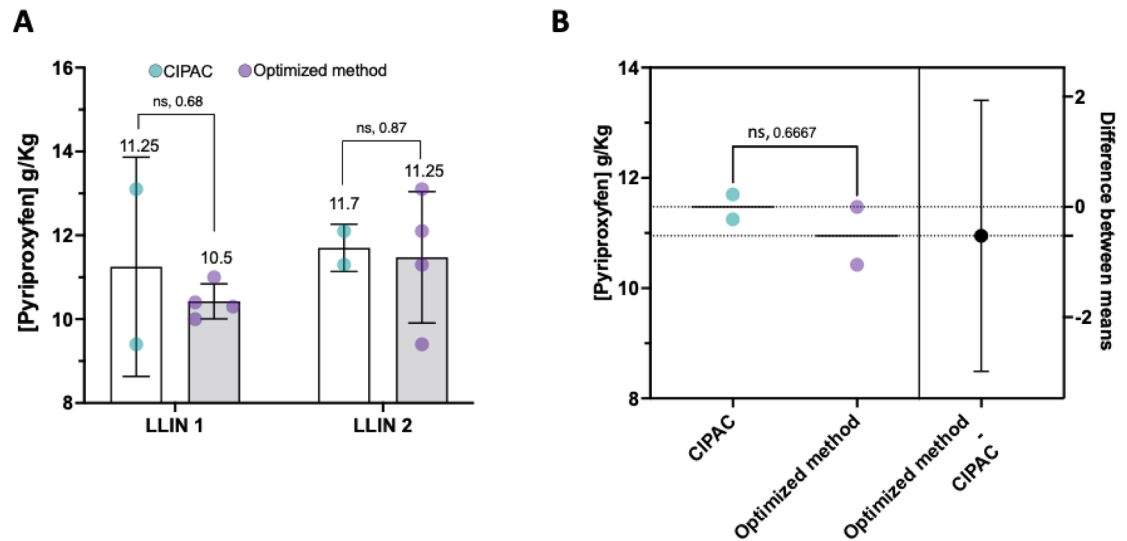 A
CIPAC Optimized method
[Pyriproxyfen] g/Kg
16
14
12
10
8
ns, 0.68
11.25
10.5
ns, 0.87
11.7
11.25
LLIN 1
LLIN 2
B
[Pyriproxyfen] g/Kg
14
12
10
8
ns, 0.6667
2
0
-2
Difference between means
CIPAC
Optimized method
Optimized method
-
CIPAC